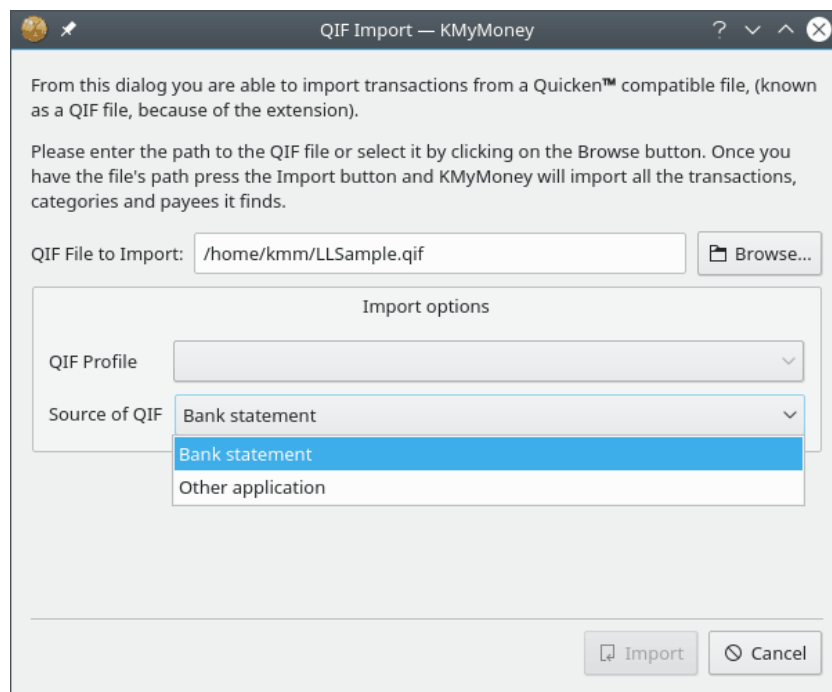 QIF Import — KMyMoney
From this dialog you are able to import transactions from a Quicken™ compatible file, (known
as a QIF file, because of the extension).
Please enter the path to the QIF file or select it by clicking on the Browse button. Once you
have the file's path press the Import button and KMyMoney will import all the transactions,
categories and payees it finds.
QIF File to Import: /home/kmm/LLSample.qif Browse...
Import options
QIF Profile
Source of QIF Bank statement
Bank statement
Other application
Import Cancel